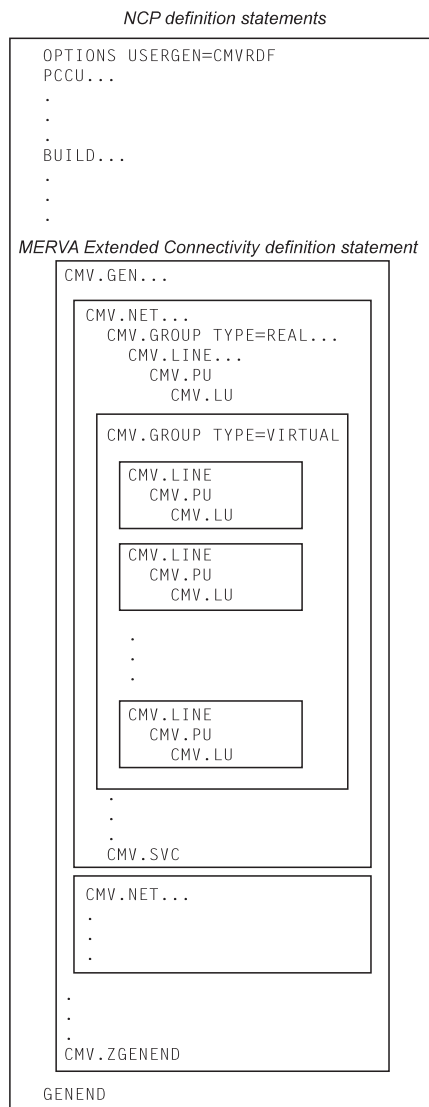 NCP definition statements
OPTIONS USERGEN=CMVRDF
PCCU...
.
.
.
BUILD...
.
.
.
MERVA Extended Connectivity definition statement
CMV.GEN...
CMV.NET...
CMV.GROUP TYPE=REAL...
CMV.LINE...
CMV.PU
CMV.LU
CMV.GROUP TYPE=VIRTUAL
CMV.LINE
CMV.PU
CMV.LU
CMV.LINE
CMV.PU
CMV.LU
.
.
.
CMV.LINE
CMV.PU
CMV.LU
.
.
.
CMV.SVC
CMV.NET...
.
.
.
.
.
.
CMV.ZGENEND
GENEND